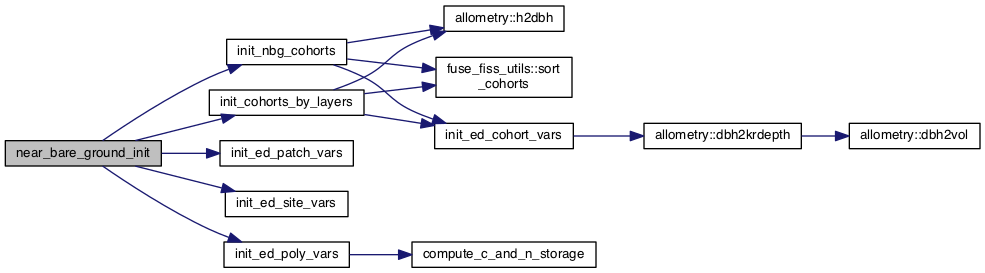 near_bare_ground_init
init_nbg_cohorts
init_cohorts_by_layers
init_ed_patch_vars
init_ed_site_vars
init_ed_poly_vars
allometry::h2dbh
fuse_fiss_utils::sort
_cohorts
init_ed_cohort_vars
compute_c_and_n_storage
allometry::dbh2krdepth
allometry::dbh2vol